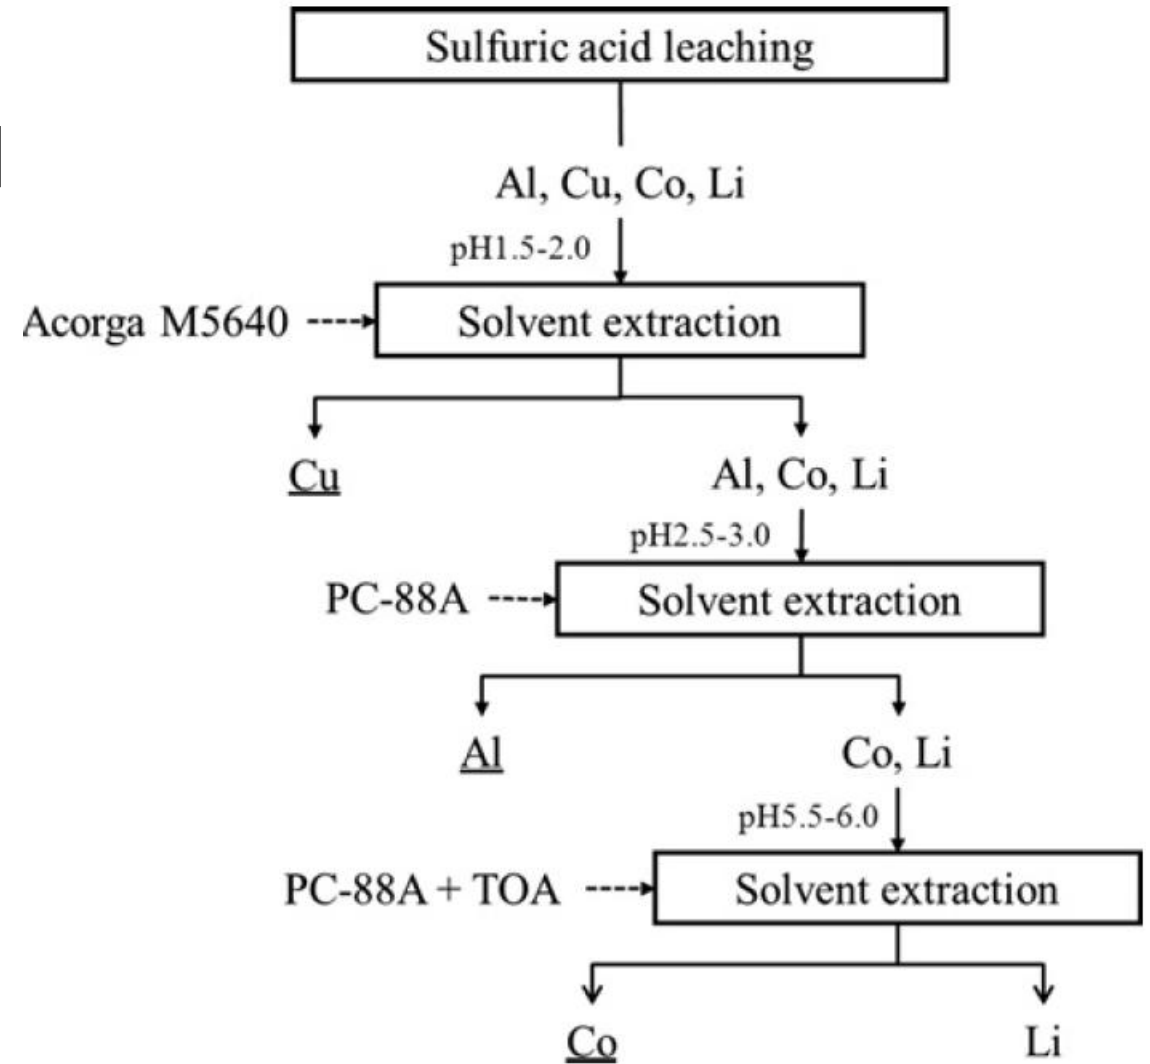 Sulfuric acid leaching
Al, Cu, Co, Li
pH1.5-2.0
Acorga M5640
Solvent extraction
Cu
Al, Co, Li
pH2.5-3.0
PC-88A
Solvent extraction
Al
Co, Li
pH5.5-6.0
PC-88A + TOA
Solvent extraction
Co
Li